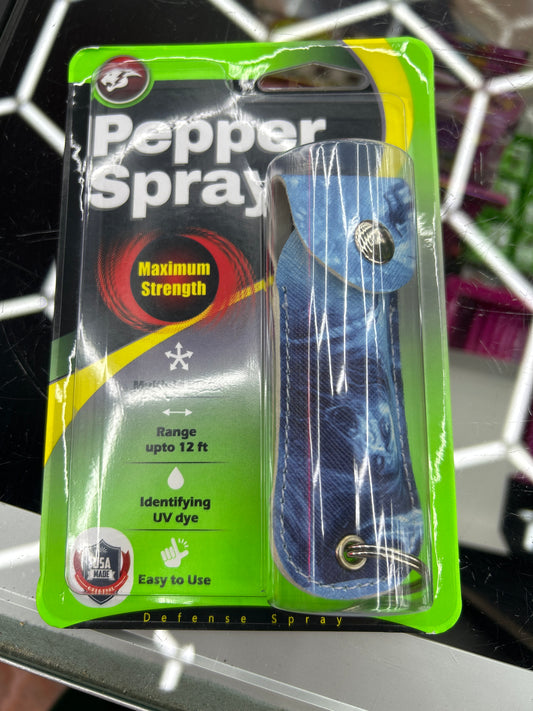 Pepper
Spray
Maximum
Strength
Range
upto 12 ft
Identifying
UV dye
USA
MADE
Easy to Use
Defense Spray